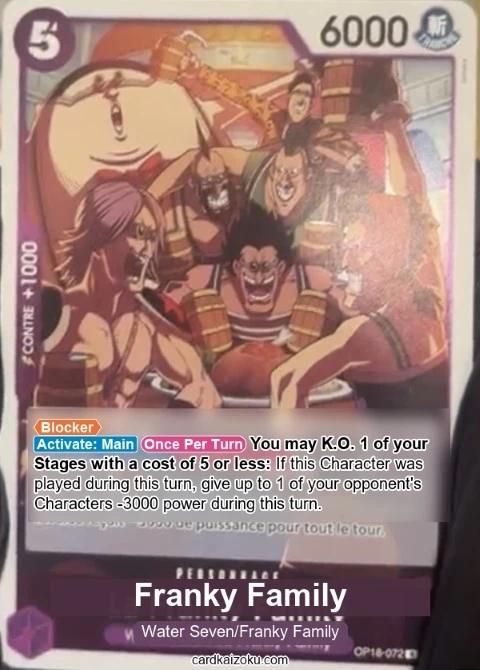 5
6000
斬
TRANCHE
CONTRE +1000
Blocker
Activate: Main Once Per Turn You may K.O. 1 of your
Stages with a cost of 5 or less: If this Character was
played during this turn, give up to 1 of your opponent's
Characters -3000 power during this turn.
-3000 de puissance pour tout le tour.
PERSONNAGE
Franky Family
Water Seven/Franky Family
OP18-072
cardkaizoku.com